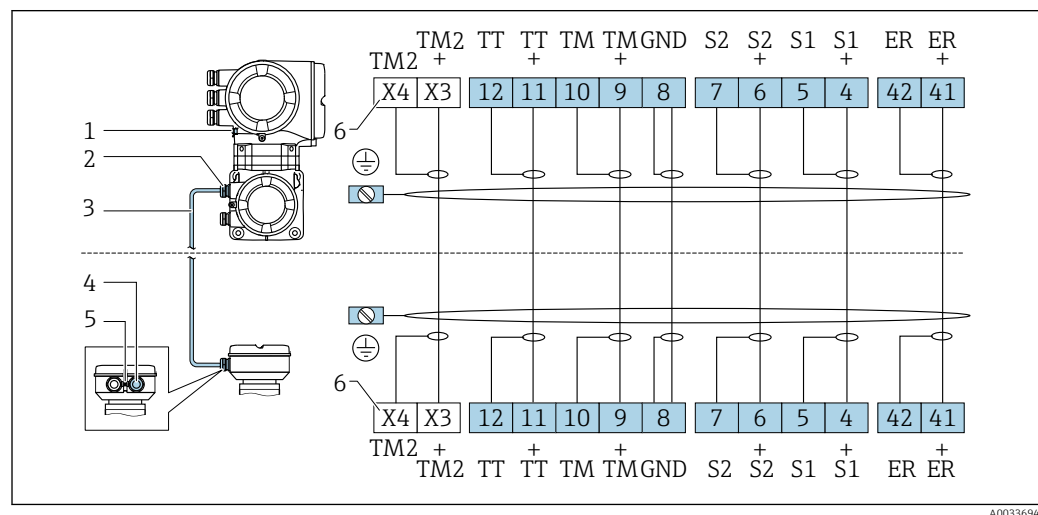 TM2 TT TT TM TM GND S2 S2 S1 S1 ER ER
TM2 + + + + + +
X4 X3 12 11 10 9 8 7 6 5 4 42 41
6
1
2
3
4
5
6
X4 X3 12 11 10 9 8 7 6 5 4 42 41
TM2 + + + + + +
TM2 TT TT TM TM GND S2 S2 S1 S1 ER ER
A0033694